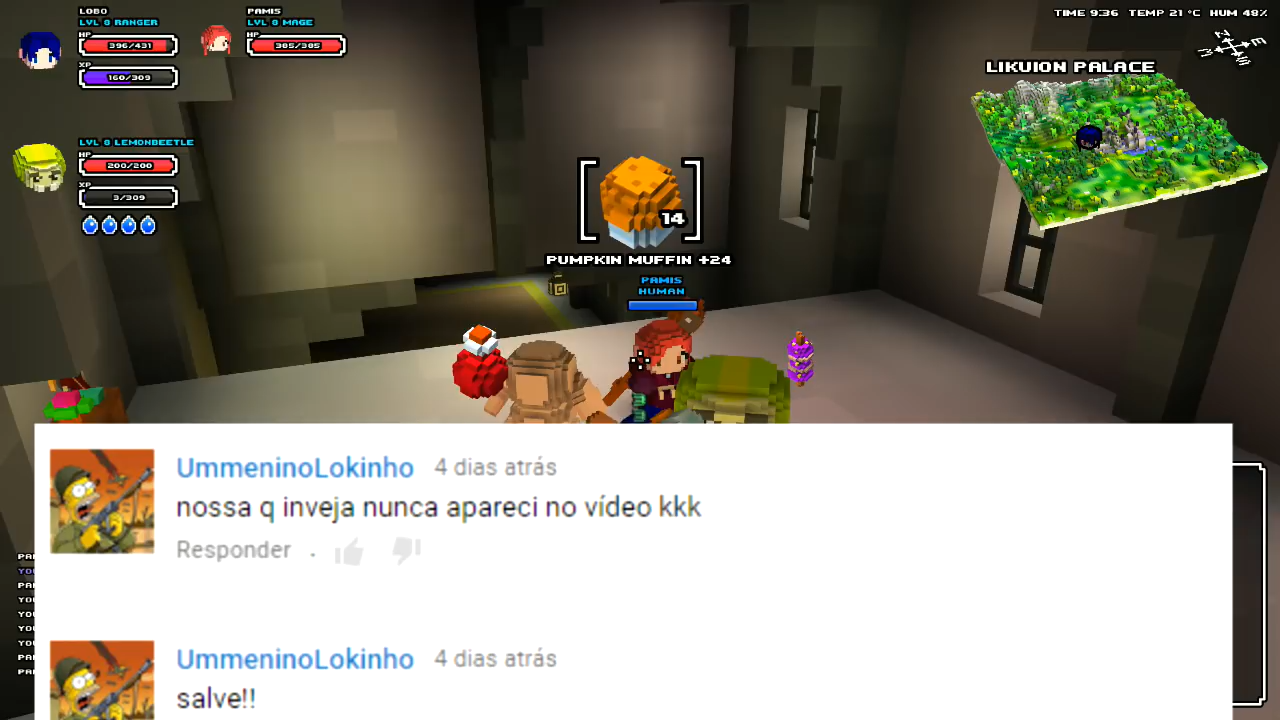 LOBO
LVL 8 RANGER
HP
396/431
XP
160/309
PAMIS
LVL 8 MAGE
HP
385/385
TIME 9:36 TEMP 21 °C HUM 48%
LIKUION PALACE
LVL 8 LEMONBEETLE
HP
200/200
XP
3/309
14
PUMPKIN MUFFIN +24
PAMIS
HUMAN
UmmeninoLokinho 4 dias atrás
nossa q inveja nunca apareci no vídeo kkk
Responder .
UmmeninoLokinho 4 dias atrás
salve!!